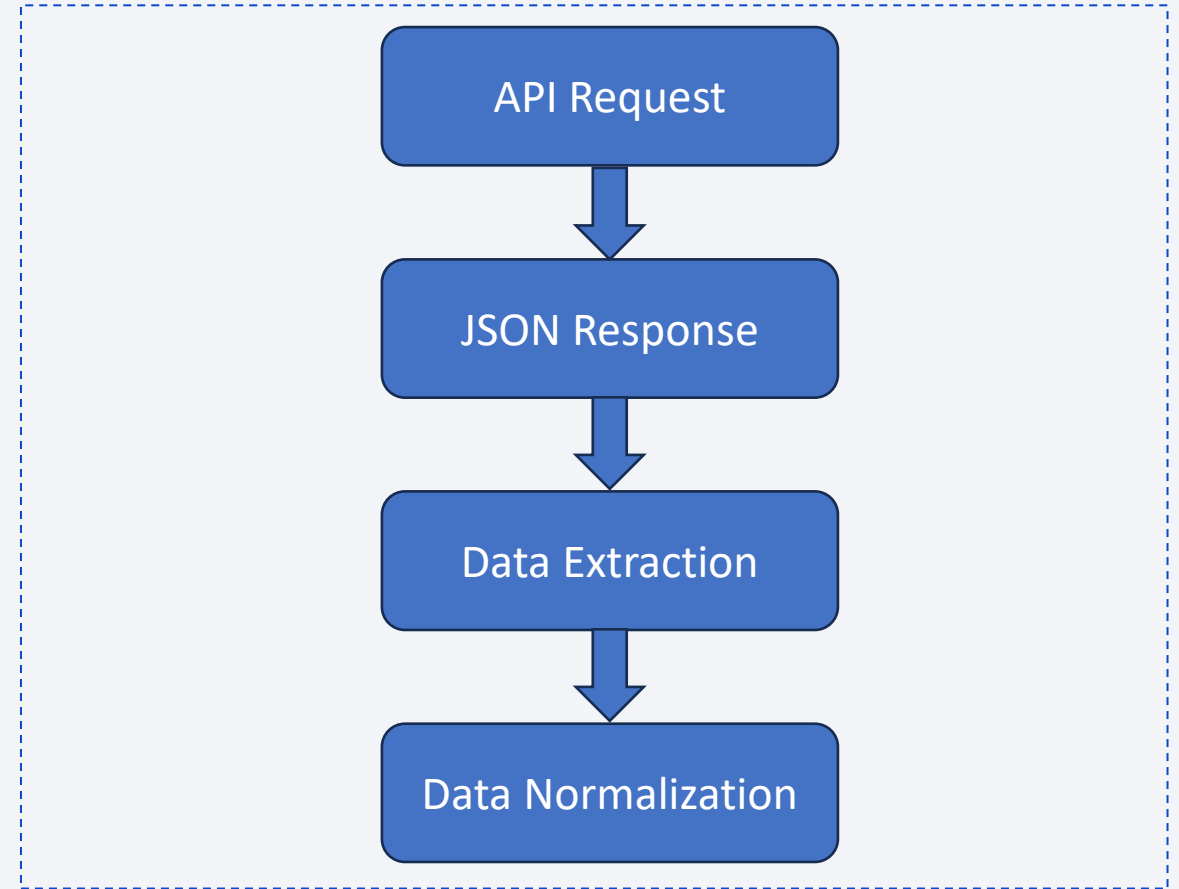 API Request
JSON Response
Data Extraction
Data Normalization